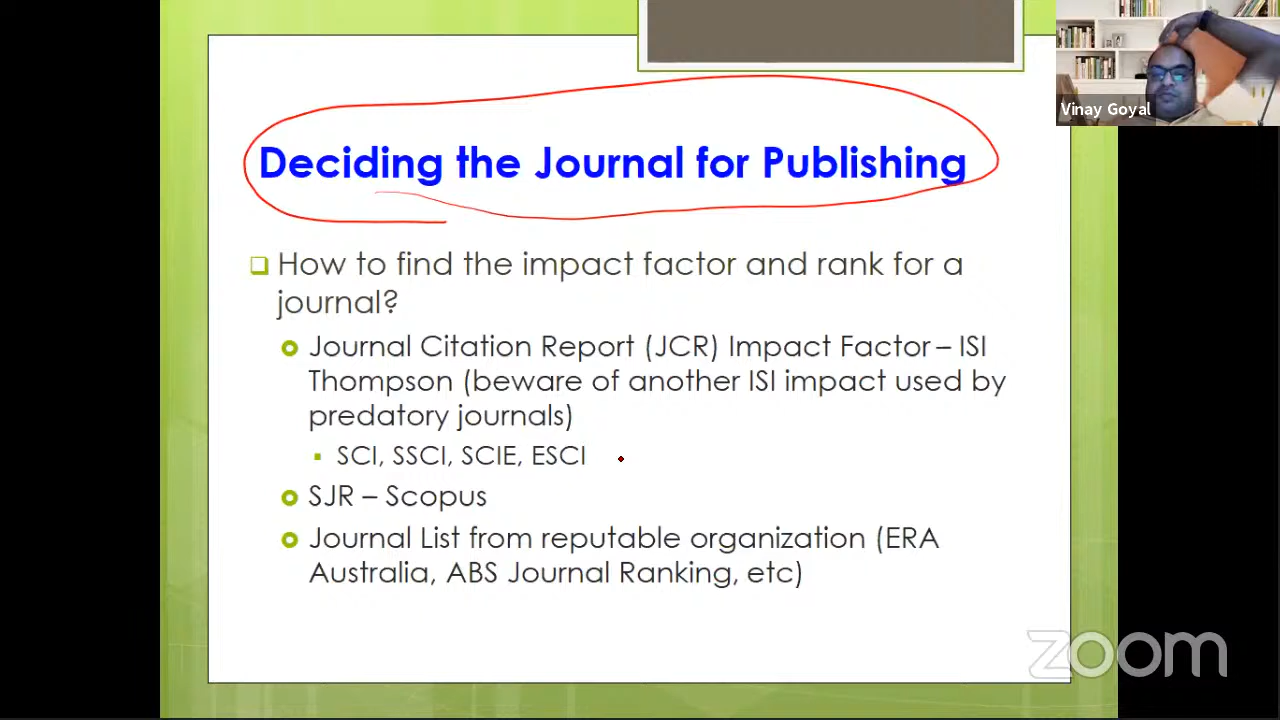 Vinay Goyal
Deciding the Journal for Publishing
How to find the impact factor and rank for a
journal?
Journal Citation Report (JCR) Impact Factor – ISI
Thompson (beware of another ISI impact used by
predatory journals)
SCI, SSCI, SCIE, ESCI
SJR – Scopus
Journal List from reputable organization (ERA
Australia, ABS Journal Ranking, etc)
zoom